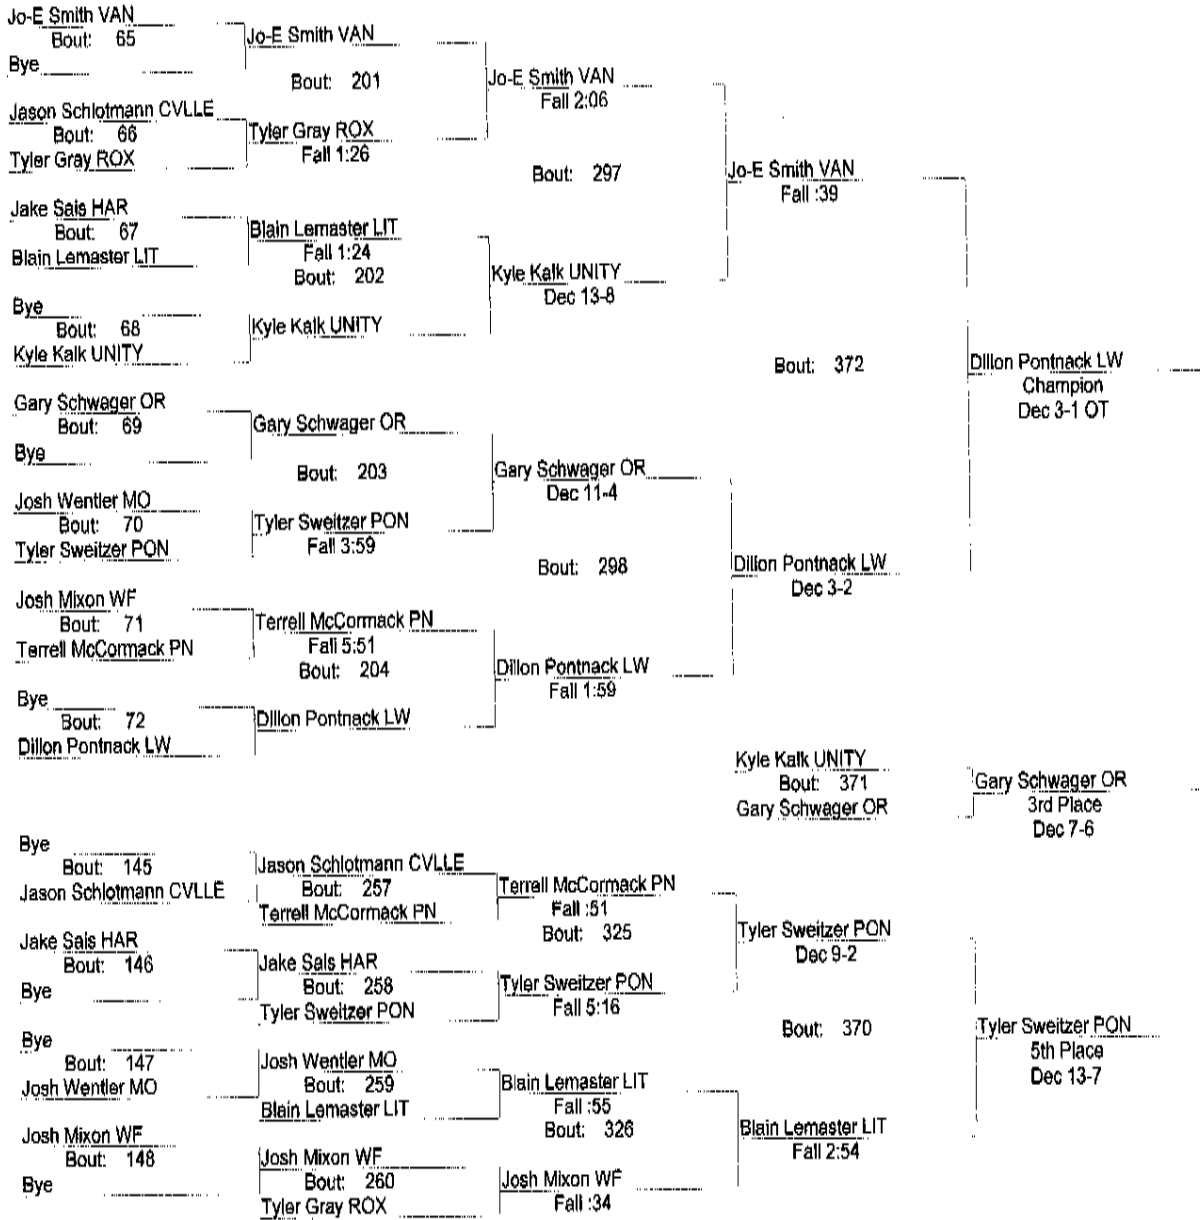 Jo-E Smith VAN
Bout: 65
Bye
Jo-E Smith VAN
Bout: 201
Jason Schlotmann CVLLE
Bout: 66
Tyler Gray ROX
Tyler Gray ROX
Fall 1:26
Jo-E Smith VAN
Fall 2:06
Bout: 297
Jake Sais HAR
Bout: 67
Blain Lemaster LIT
Blain Lemaster LIT
Fall 1:24
Bout: 202
Bye
Bout: 68
Kyle Kalk UNITY
Kyle Kalk UNITY
Kyle Kalk UNITY
Dec 13-8
Jo-E Smith VAN
Fall :39
Bout: 372
Gary Schwager OR
Bout: 69
Bye
Gary Schwager OR
Bout: 203
Josh Wentler MO
Bout: 70
Tyler Sweitzer PON
Tyler Sweitzer PON
Fall 3:59
Gary Schwager OR
Dec 11-4
Bout: 298
Josh Mixon WF
Bout: 71
Terrell McCormack PN
Terrell McCormack PN
Fall 5:51
Bout: 204
Bye
Bout: 72
Dillon Pontnack LW
Dillon Pontnack LW
Dillon Pontnack LW
Fall 1:59
Dillon Pontnack LW
Dec 3-2
Dillon Pontnack LW
Champion
Dec 3-1 OT
Kyle Kalk UNITY
Bout: 371
Gary Schwager OR
Gary Schwager OR
3rd Place
Dec 7-6
Bye
Bout: 145
Jason Schlotmann CVLLE
Jason Schlotmann CVLLE
Bout: 257
Terrell McCormack PN
Terrell McCormack PN
Fall :51
Bout: 325
Jake Sais HAR
Bout: 146
Bye
Jake Sals HAR
Bout: 258
Tyler Sweitzer PON
Tyler Sweitzer PON
Fall 5:16
Tyler Sweitzer PON
Dec 9-2
Bout: 370
Bye
Bout: 147
Josh Wentler MO
Josh Wentler MO
Bout: 259
Blain Lemaster LIT
Blain Lemaster LIT
Fall :55
Bout: 326
Josh Mixon WF
Bout: 148
Bye
Josh Mixon WF
Bout: 260
Tyler Gray ROX
Josh Mixon WF
Fall :34
Blain Lemaster LIT
Fall 2:54
Tyler Sweitzer PON
5th Place
Dec 13-7